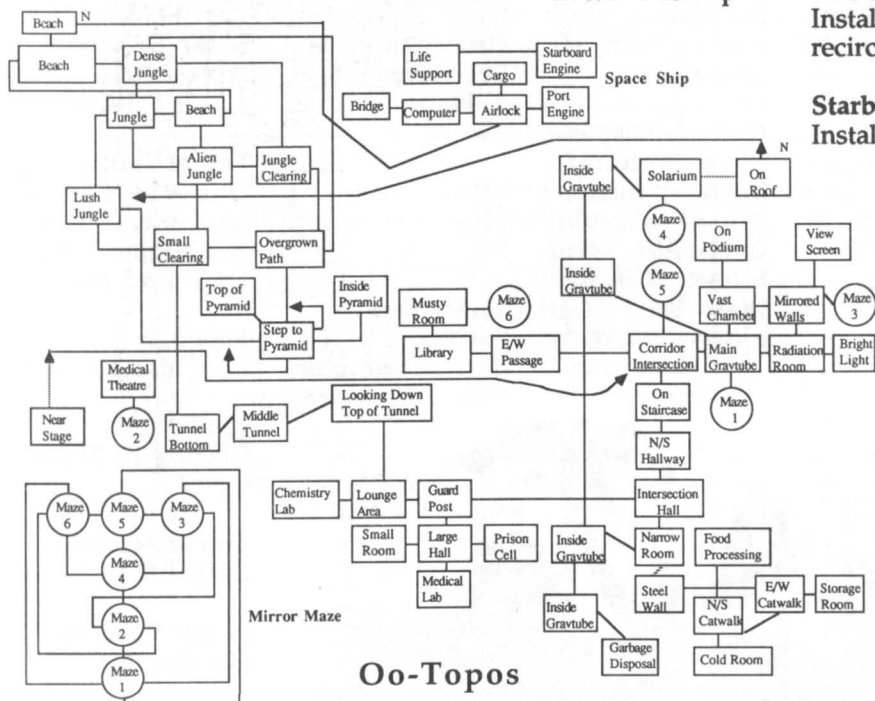 Instal
recirc
Starb
Instal
Beach
N
Beach
Dense
Jungle
Jungle
Beach
Alien
Jungle
Jungle
Clearing
Lush
Jungle
Small
Clearing
Overgrown
Path
Top of
Pyramid
Inside
Pyramid
Step to
Pyramid
Life
Support
Cargo
Starboard
Engine
Space Ship
Bridge
Computer
Airlock
Port
Engine
Inside
Gravtube
Solarium
N
On
Roof
Maze
4
On
Podium
View
Screen
Inside
Gravtube
Maze
5
Vast
Chamber
Mirrored
Walls
Maze
3
Musty
Room
Maze
6
Library
E/W
Passage
Corridor
Intersection
Main
Gravtube
Radiation
Room
Bright
Light
Maze
1
Near
Stage
Medical
Theatre
Maze
2
Tunnel
Bottom
Middle
Tunnel
Looking Down
Top of Tunnel
On
Staircase
N/S
Hallway
Chemistry
Lab
Lounge
Area
Guard
Post
Intersection
Hall
Small
Room
Large
Hall
Prison
Cell
Medical
Lab
Inside
Gravtube
Narrow
Room
Food
Processing
Steel
Wall
N/S
Catwalk
E/W
Catwalk
Storage
Room
Inside
Gravtube
Garbage
Disposal
Cold Room
Maze
6
Maze
5
Maze
3
Maze
4
Maze
2
Maze
1
Mirror Maze
Oo-Topos